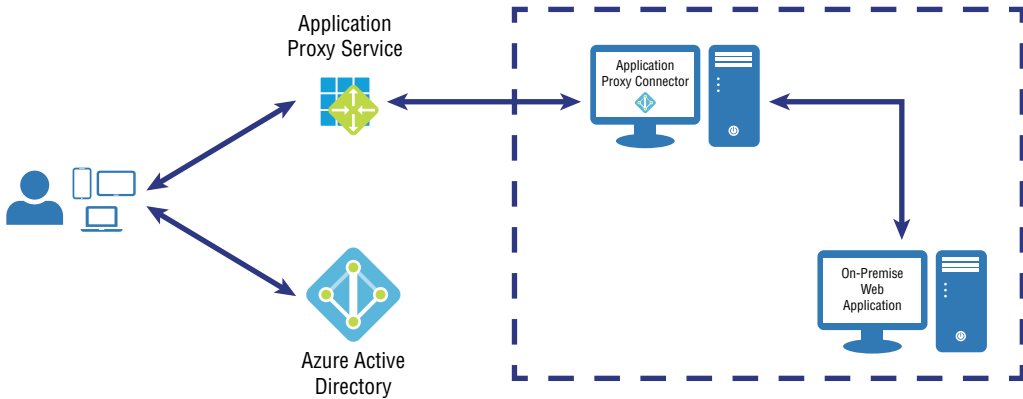 Application
Proxy Service
Application
Proxy Connector
On-Premise
Web
Application
Azure Active
Directory